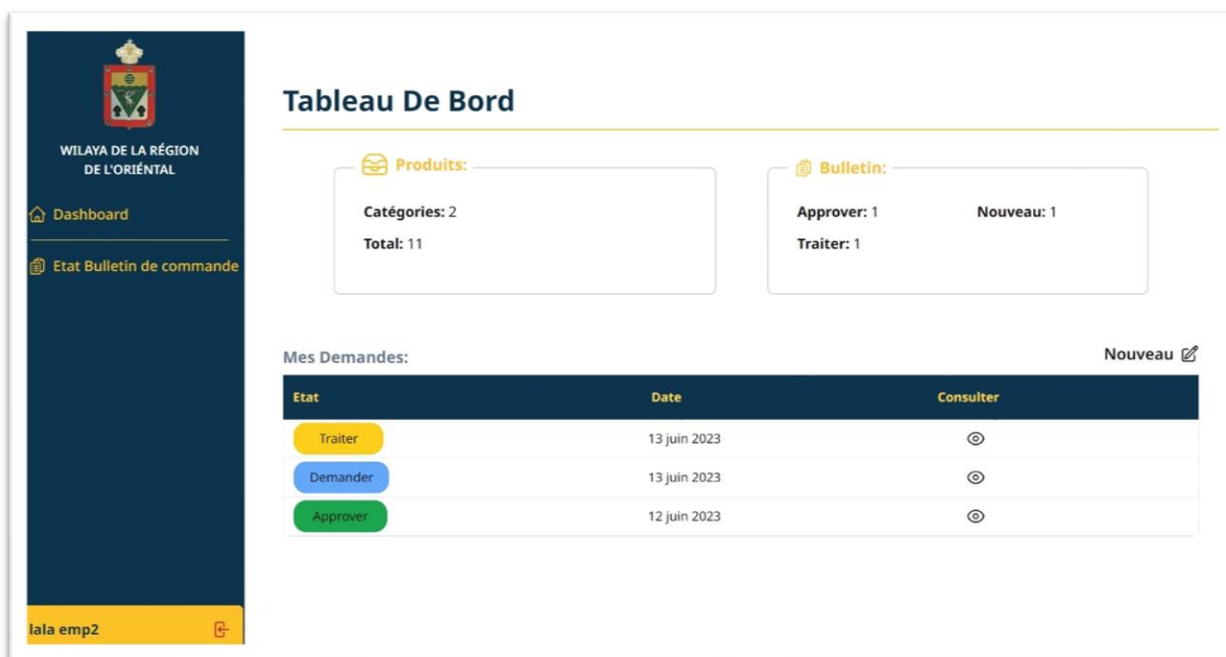 WILAYA DE LA RÉGION
DE L'ORIÉNTAL
Dashboard
Etat Bulletin de commande
lala emp2
Tableau De Bord
Produits:
Catégories: 2
Total: 11
Bulletin:
Approver: 1 Nouveau: 1
Traiter: 1
Mes Demandes: Nouveau
Etat Date Consulter
Traiter 13 juin 2023
Demander 13 juin 2023
Approver 12 juin 2023